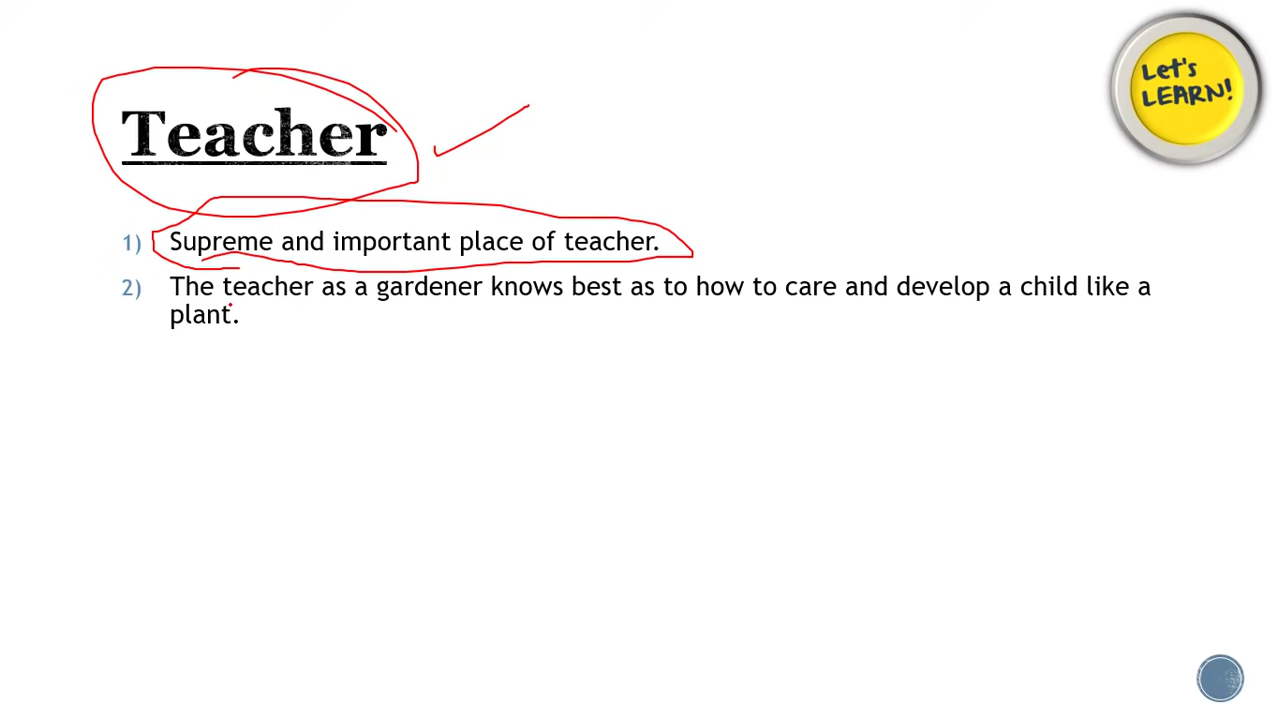 Let's
LEARN!
Teacher
1) Supreme and important place of teacher.
2) The teacher as a gardener knows best as to how to care and develop a child like a
plant.